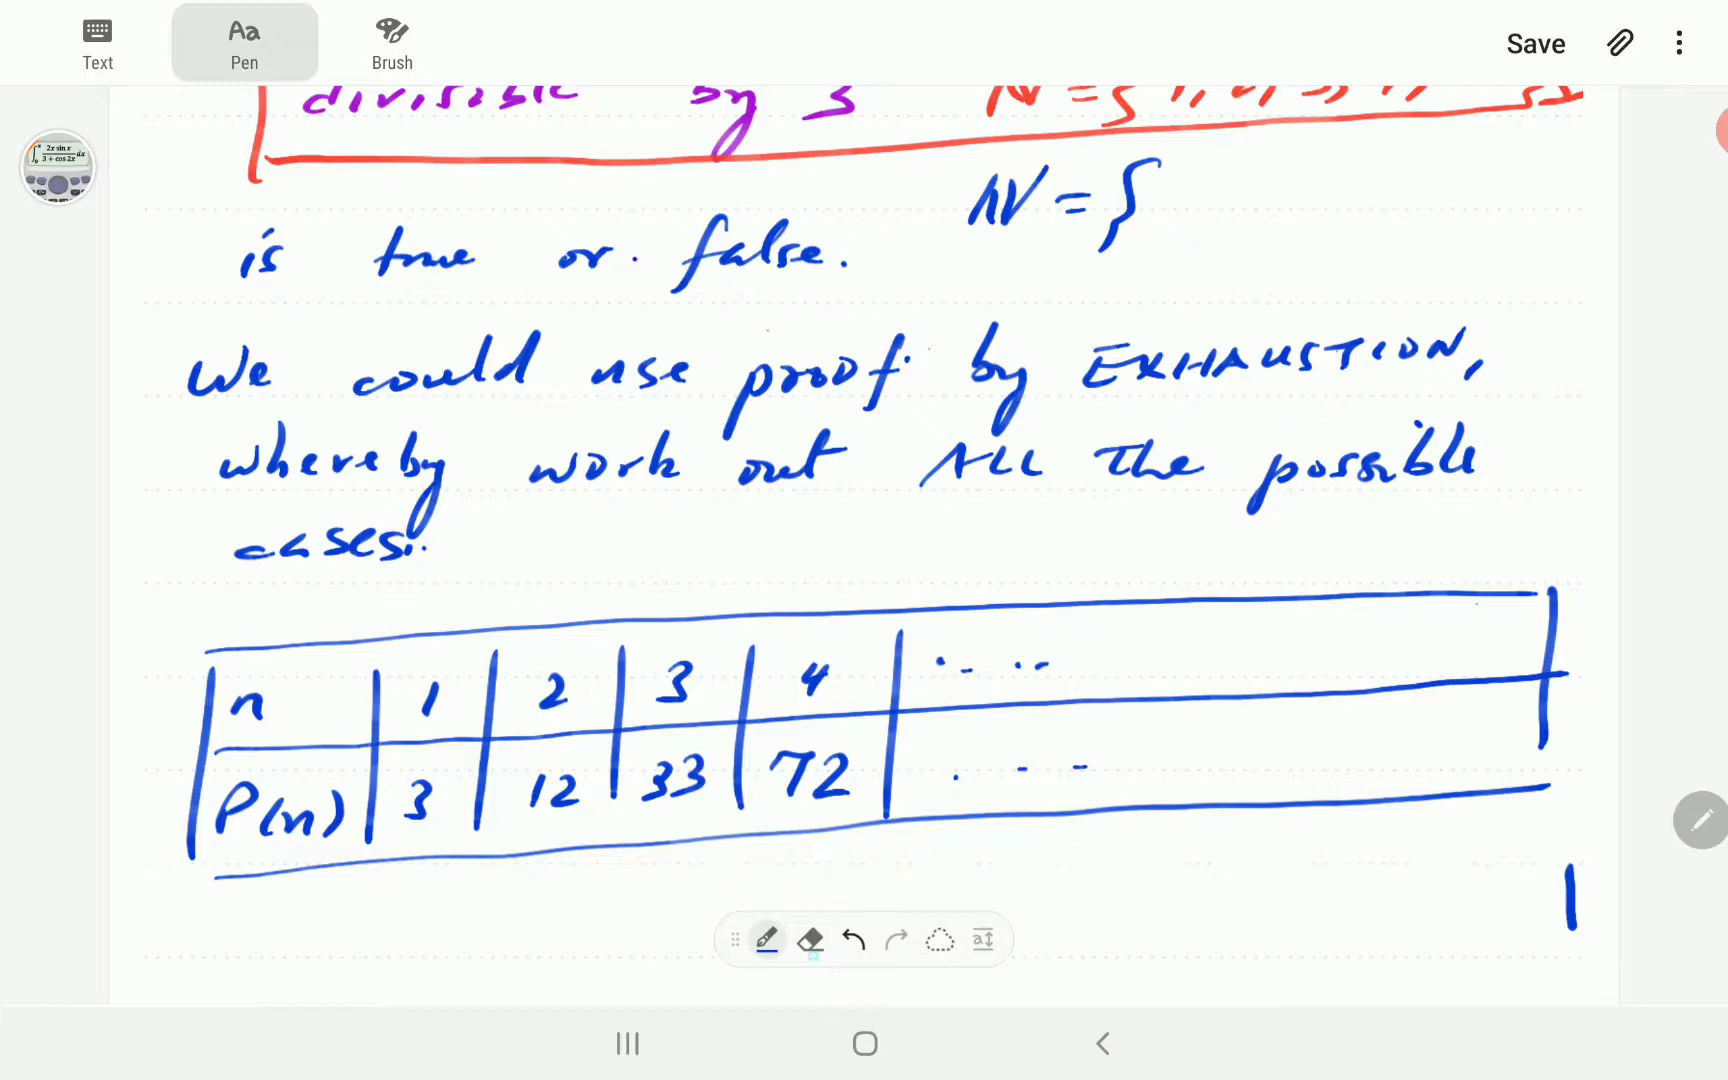 Text
Aa
Pen
Brush
Save
divisible by 3
is true or false.
N = {
We could use proof by EXHAUSTION,
whereby work out ALL the possible
cases.
n 1 2 3 4 ....
P(n) 3 12 33 72 . - -